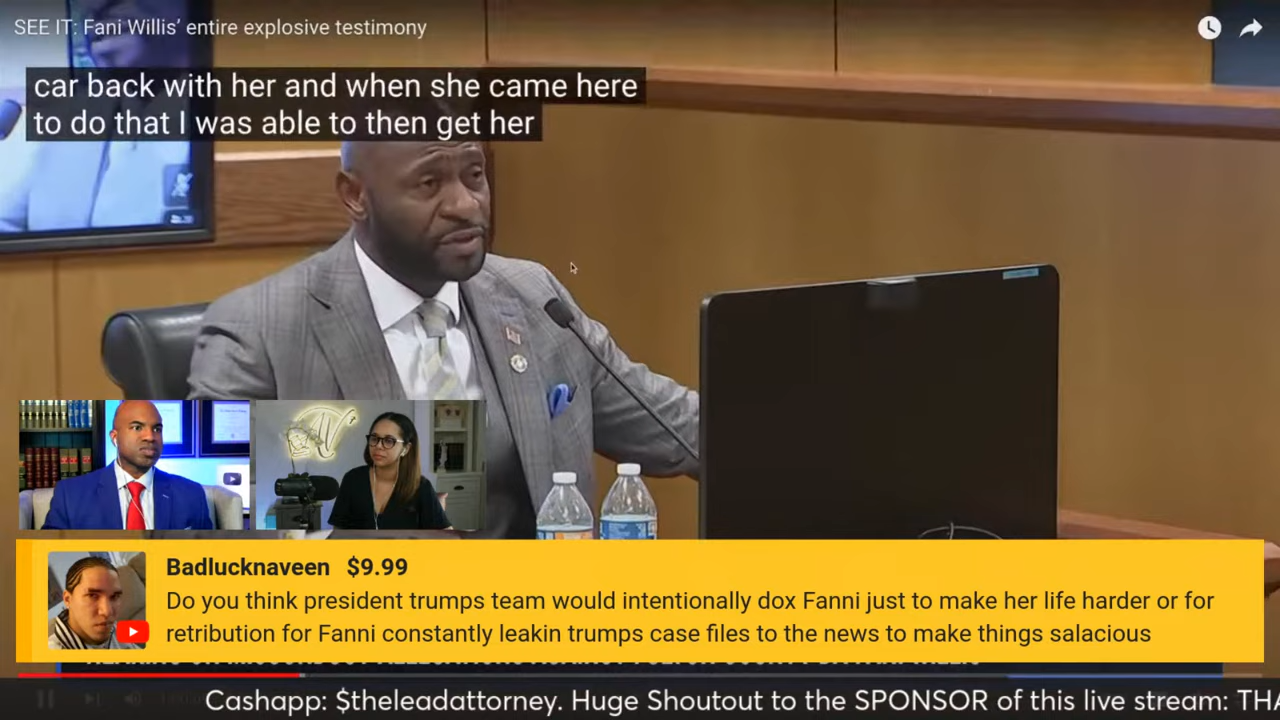 SEE IT: Fani Willis’ entire explosive testimony
car back with her and when she came here
to do that I was able to then get her
Badlucknaveen $9.99
Do you think president trumps team would intentionally dox Fanni just to make her life harder or for
retribution for Fanni constantly leakin trumps case files to the news to make things salacious
Cashapp: $theleadattorney. Huge Shoutout to the SPONSOR of this live stream: THA